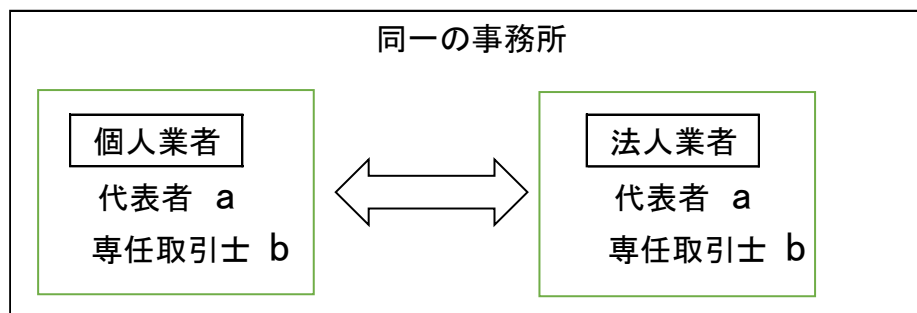 同一の事務所
個人業者
代表者 a
専任取引士 b
法人業者
代表者 a
専任取引士 b